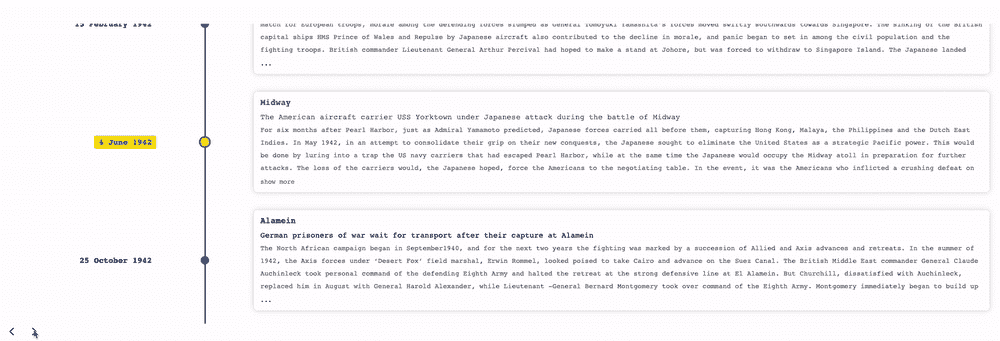 15 February 1942
match for European troops, morale among the defending forces slumped as General Tomoyuki Yamashita's forces moved swiftly southwards towards Singapore. The sinking of the British
capital ships HMS Prince of Wales and Repulse by Japanese aircraft also contributed to the decline in morale, and panic began to set in among the civil population and the
fighting troops. British commander Lieutenant General Arthur Percival had hoped to make a stand at Johore, but was forced to withdraw to Singapore Island. The Japanese landed
...
Midway
The American aircraft carrier USS Yorktown under Japanese attack during the battle of Midway
4 June 1942
For six months after Pearl Harbor, just as Admiral Yamamoto predicted, Japanese forces carried all before them, capturing Hong Kong, Malaya, the Philippines and the Dutch East
Indies. In May 1942, in an attempt to consolidate their grip on their new conquests, the Japanese sought to eliminate the United States as a strategic Pacific power. This would
be done by luring into a trap the US navy carriers that had escaped Pearl Harbor, while at the same time the Japanese would occupy the Midway atoll in preparation for further
attacks. The loss of the carriers would, the Japanese hoped, force the Americans to the negotiating table. In the event, it was the Americans who inflicted a crushing defeat on
show more
Alamein
German prisoners of war wait for transport after their capture at Alamein
25 October 1942
The North African campaign began in September1940, and for the next two years the fighting was marked by a succession of Allied and Axis advances and retreats. In the summer of
1942, the Axis forces under 'Desert Fox' field marshal, Erwin Rommel, looked poised to take Cairo and advance on the Suez Canal. The British Middle East commander General Claude
Auchinleck took personal command of the defending Eighth Army and halted the retreat at the strong defensive line at El Alamein. But Churchill, dissatisfied with Auchinleck,
replaced him in August with General Harold Alexander, while Lieutenant –General Bernard Montgomery took over command of the Eighth Army. Montgomery immediately began to build up
...